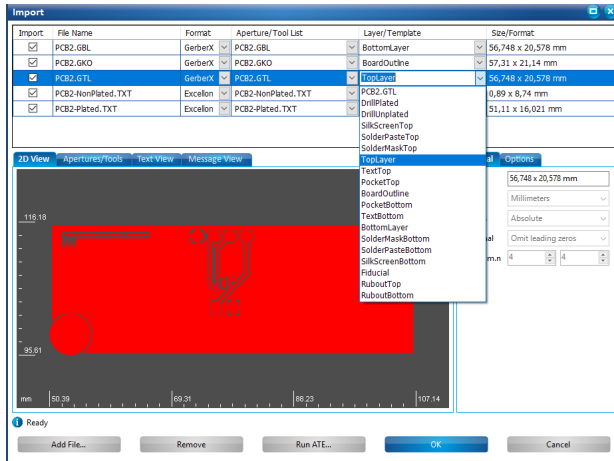 Import
Import File Name Format Aperture/Tool List Layer/Template Size/Format
PCB2.GBL GerberX PCB2.GBL BottomLayer 56,748 x 20,578 mm
PCB2.GKO GerberX PCB2.GKO BoardOutline 57,31 x 21,14 mm
PCB2.GTL GerberX PCB2.GTL TopLayer 56,748 x 20,578 mm
PCB2-NonPlated.TXT Excellon PCB2-NonPlated.TXT 0,89 x 8,74 mm
PCB2-Plated.TXT Excellon PCB2-Plated.TXT 51,11 x 16,021 mm
PCB2.GTL
DrillPlated
DrillUnplated
SilkScreenTop
SolderPasteTop
SolderMaskTop
TopLayer
TextTop
PocketTop
BoardOutline
PocketBottom
TextBottom
BottomLayer
SolderMaskBottom
SolderPasteBottom
SilkScreenBottom
Fiducial
RuboutTop
RuboutBottom
2D View Apertures/Tools Text View Message View
al Options
56,748 x 20,578 mm
Millimeters
Absolute
al Omit leading zeros
m.n 4 4
116.18
95.61
mm 50.39 69.31 88.23 107.14
Ready
Add File... Remove Run ATE... OK Cancel